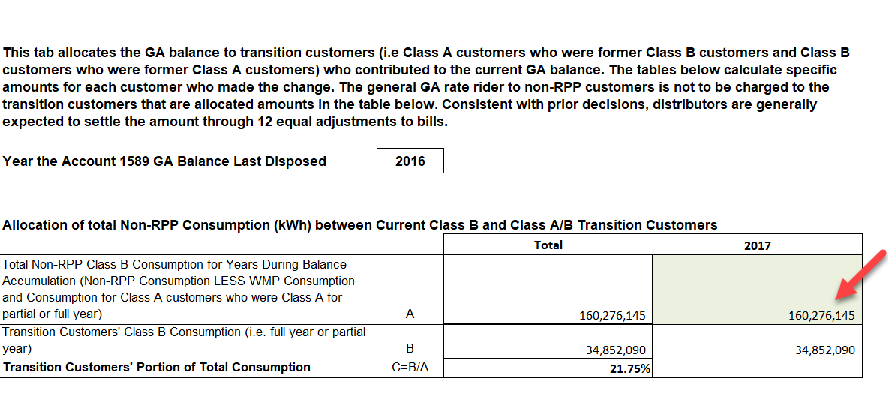 This tab allocates the GA balance to transition customers (i.e Class A customers who were former Class B customers and Class B
customers who were former Class A customers) who contributed to the current GA balance. The tables below calculate specific
amounts for each customer who made the change. The general GA rate rider to non-RPP customers is not to be charged to the
transition customers that are allocated amounts in the table below. Consistent with prior decisions, distributors are generally
expected to settle the amount through 12 equal adjustments to bills.
Year the Account 1589 GA Balance Last Disposed 2016
Allocation of total Non-RPP Consumption (kWh) between Current Class B and Class A/B Transition Customers
Total 2017
Total Non-RPP Class B Consumption for Years During Balance
Accumulation (Non-RPP Consumption LESS WMP Consumption
and Consumption for Class A customers who were Class A for
partial or full year) A 160,276,145 160,276,145
Transition Customers' Class B Consumption (i.e. full year or partial
year) B 34,852,090 34,852,090
Transition Customers' Portion of Total Consumption C=B/A 21.75%